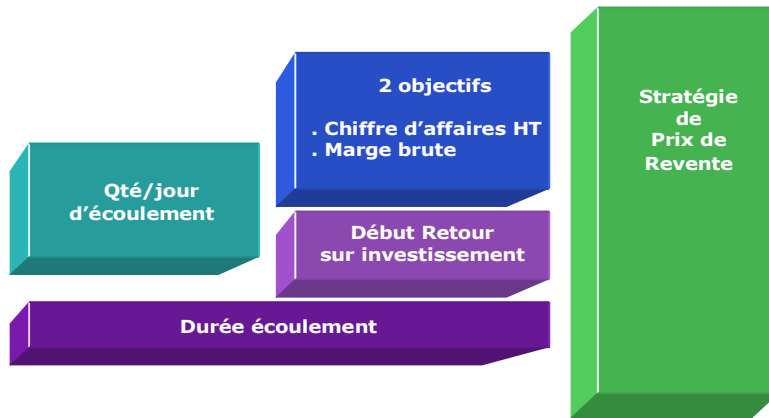 2 objectifs
. Chiffre d’affaires HT
. Marge brute
Stratégie
de
Prix de
Revente
Qté/jour
d’écoulement
Début Retour
sur investissement
Durée écoulement